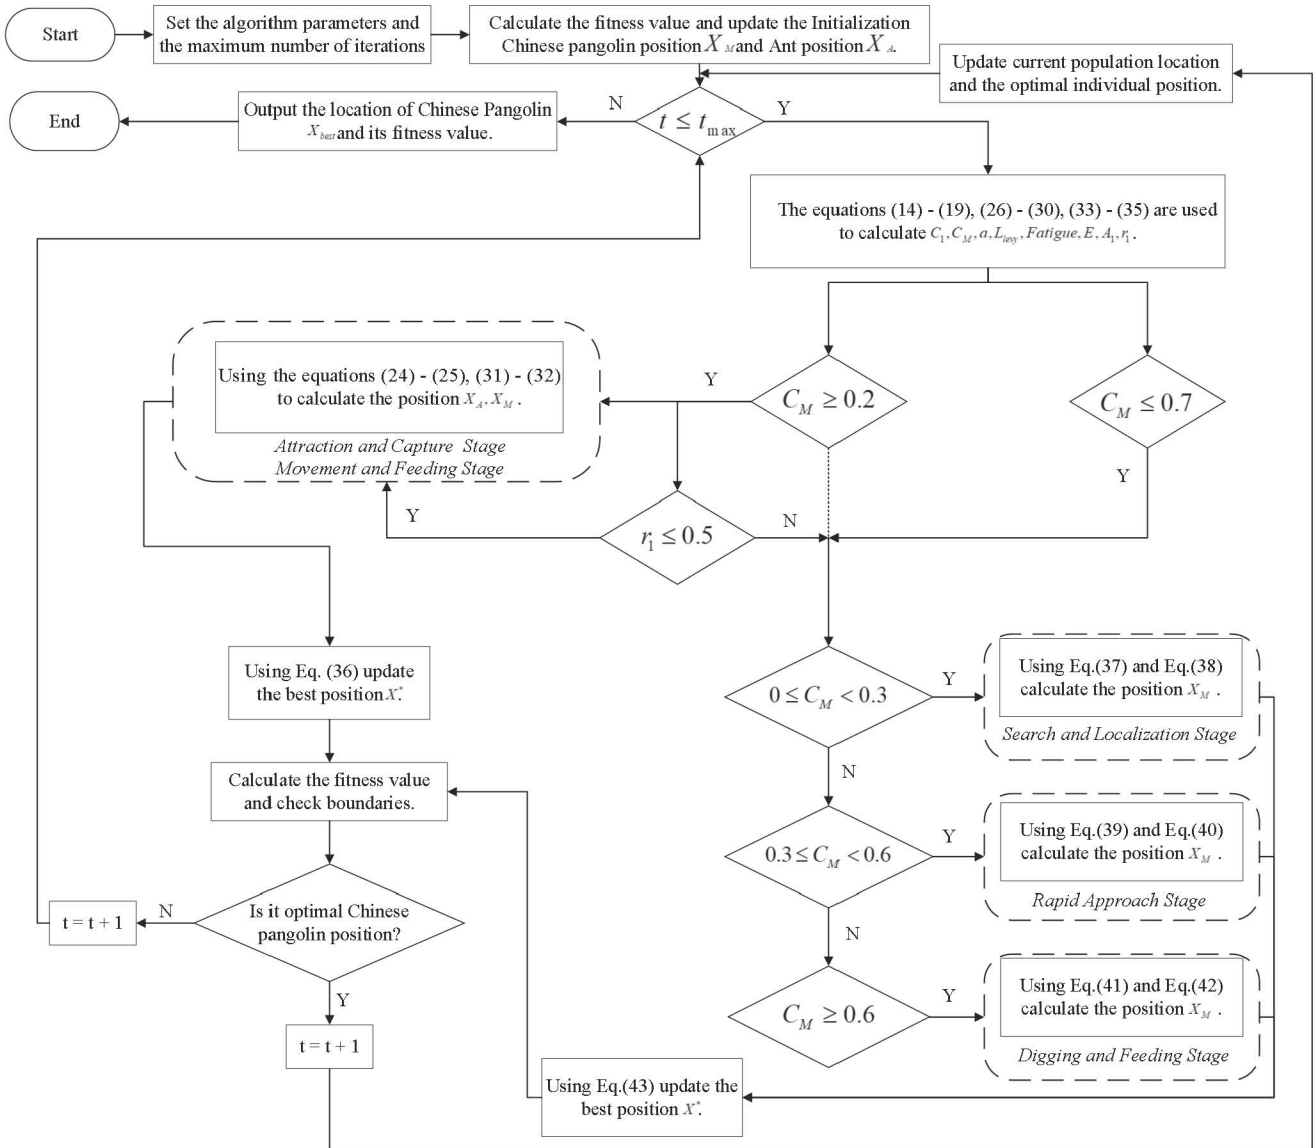 Start
Set the algorithm parameters and
the maximum number of iterations
Calculate the fitness value and update the Initialization
Chinese pangolin position X_M and Ant position X_A.
Update current population location
and the optimal individual position.
End
Output the location of Chinese Pangolin
X_best and its fitness value.
N
t ≤ t_max
Y
The equations (14) - (19), (26) - (30), (33) - (35) are used
to calculate C_1, C_M, a, L_levy, Fatigue, E, A_1, r_1.
Using the equations (24) - (25), (31) - (32)
to calculate the position X_A, X_M.
Attraction and Capture Stage
Movement and Feeding Stage
Y
C_M ≥ 0.2
C_M ≤ 0.7
Y
Y
r_1 ≤ 0.5
N
Using Eq. (36) update
the best position X*.
0 ≤ C_M < 0.3
Y
Using Eq.(37) and Eq.(38)
calculate the position X_M.
Search and Localization Stage
N
Calculate the fitness value
and check boundaries.
0.3 ≤ C_M < 0.6
Y
Using Eq.(39) and Eq.(40)
calculate the position X_M.
Rapid Approach Stage
N
t = t + 1
N
Is it optimal Chinese
pangolin position?
Y
t = t + 1
C_M ≥ 0.6
Y
Using Eq.(41) and Eq.(42)
calculate the position X_M.
Digging and Feeding Stage
Using Eq.(43) update the
best position X*.